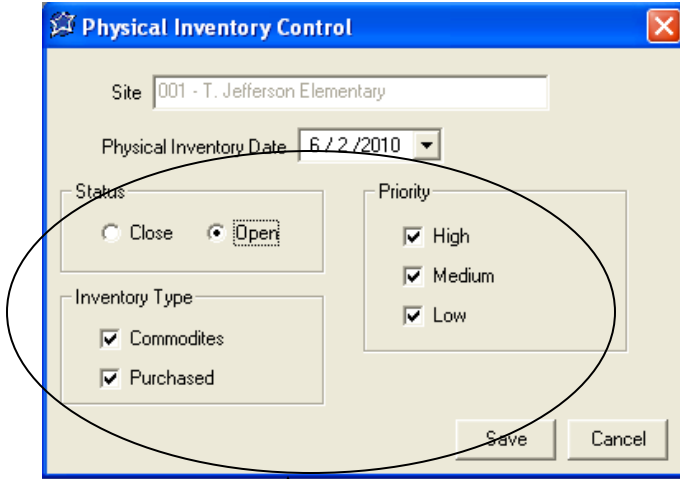 Physical Inventory Control
Site 001 - T. Jefferson Elementary
Physical Inventory Date 6 / 2 /2010
Status
Close Open
Priority
High
Medium
Low
Inventory Type
Commodites
Purchased
Save Cancel